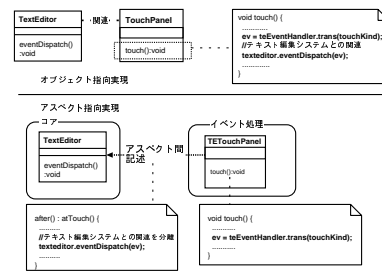 TextEditor
eventDispatch()
:void
関連
TouchPanel
touch():void
void touch() {
............
ev = teEventHandler.trans(touchKind);
//テキスト編集システムとの関連
texteditor.eventDispatch(ev);
............
}
オブジェクト指向実現
アスペクト指向実現
コア
TextEditor
eventDispatch()
:void
アスペクト間
記述
イベント処理
TETouchPanel
touch():void
after() : atTouch() {
..........
//テキスト編集システムとの関連を分離
texteditor.eventDispatch(ev);
..........
}
void touch() {
..........
ev = teEventHandler.trans(touchKind);
..........
}